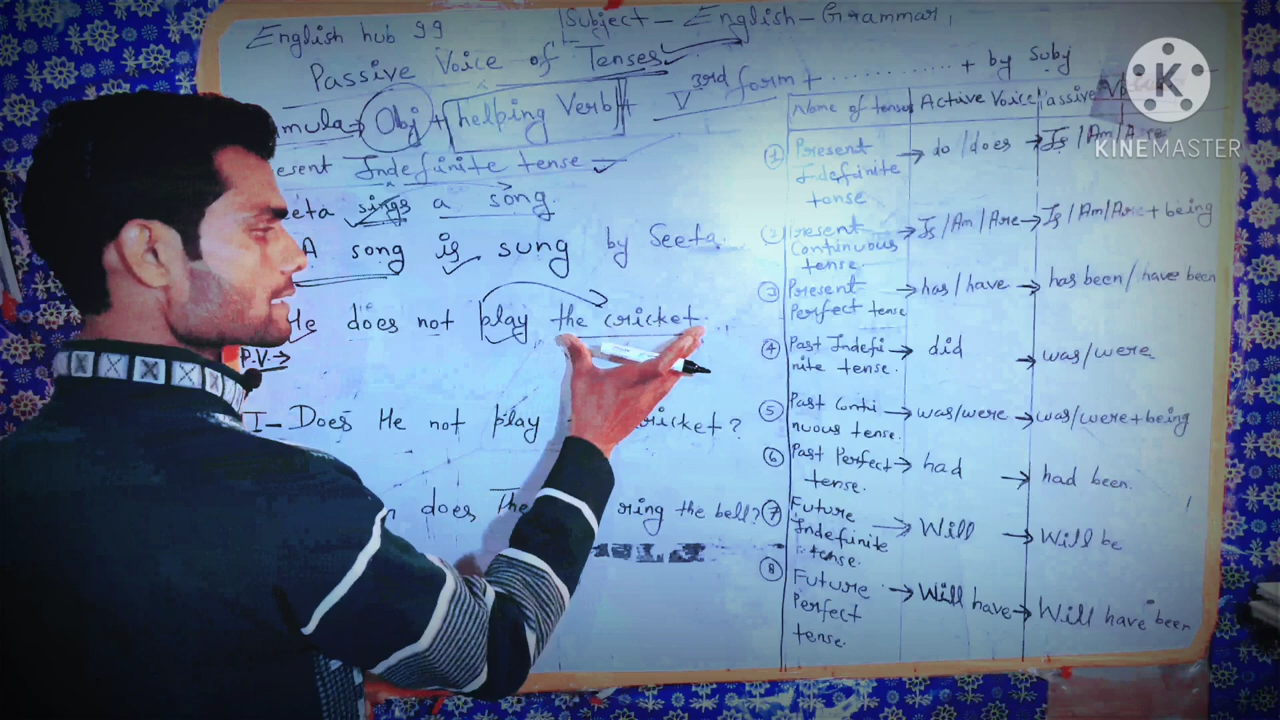 English hub 99
Subject - English - Grammar,
Passive Voice of Tenses
Obj + helping Verb + V 3rd form + ............ + by Subj
Present Indefinite tense
sings a song.
A song is sung by Seeta.
He does not play the cricket.
P.V. →
I - Does He not play cricket?
does The ring the bell?
Name of tenses Active Voice
① Present Indefinite tense → do/does → Is/Am/Are
② Present Continuous tense. → Is/Am/Are → Is/Am/Are + being
③ Present Perfect tense → has/have → has been/have been
④ Past Indefinite tense. → did → was/were
⑤ Past Continuous tense. → was/were → was/were + being
⑥ Past Perfect tense. → had → had been.
⑦ Future Indefinite tense. → Will → Will be
⑧ Future Perfect tense. → Will have → Will have been
K
KINEMASTER